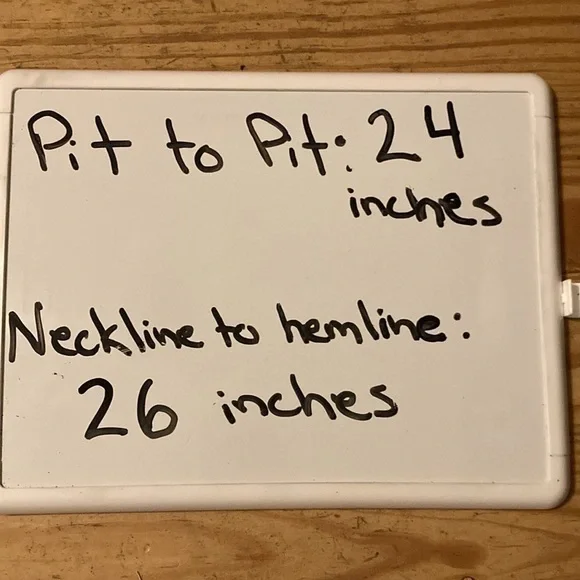 Pit to Pit: 24
inches
Neckline to hemline:
26 inches